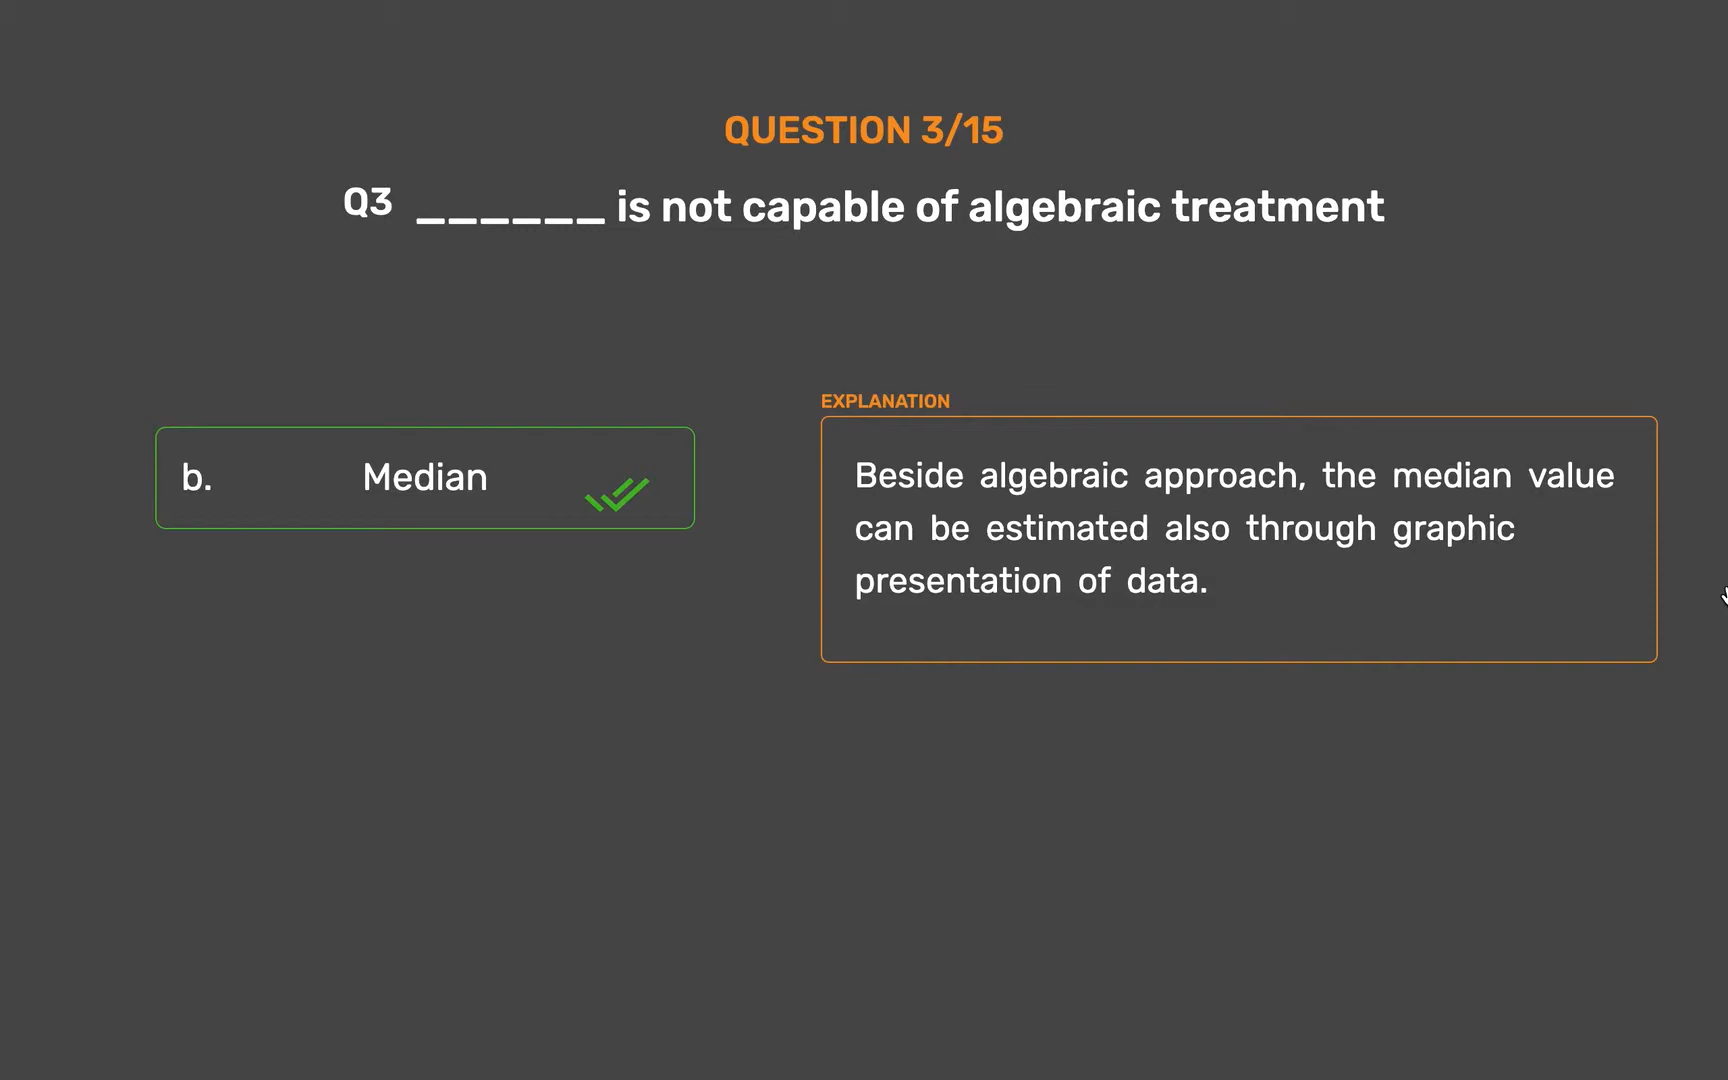 QUESTION 3/15
Q3 ______ is not capable of algebraic treatment
b. Median
EXPLANATION
Beside algebraic approach, the median value
can be estimated also through graphic
presentation of data.